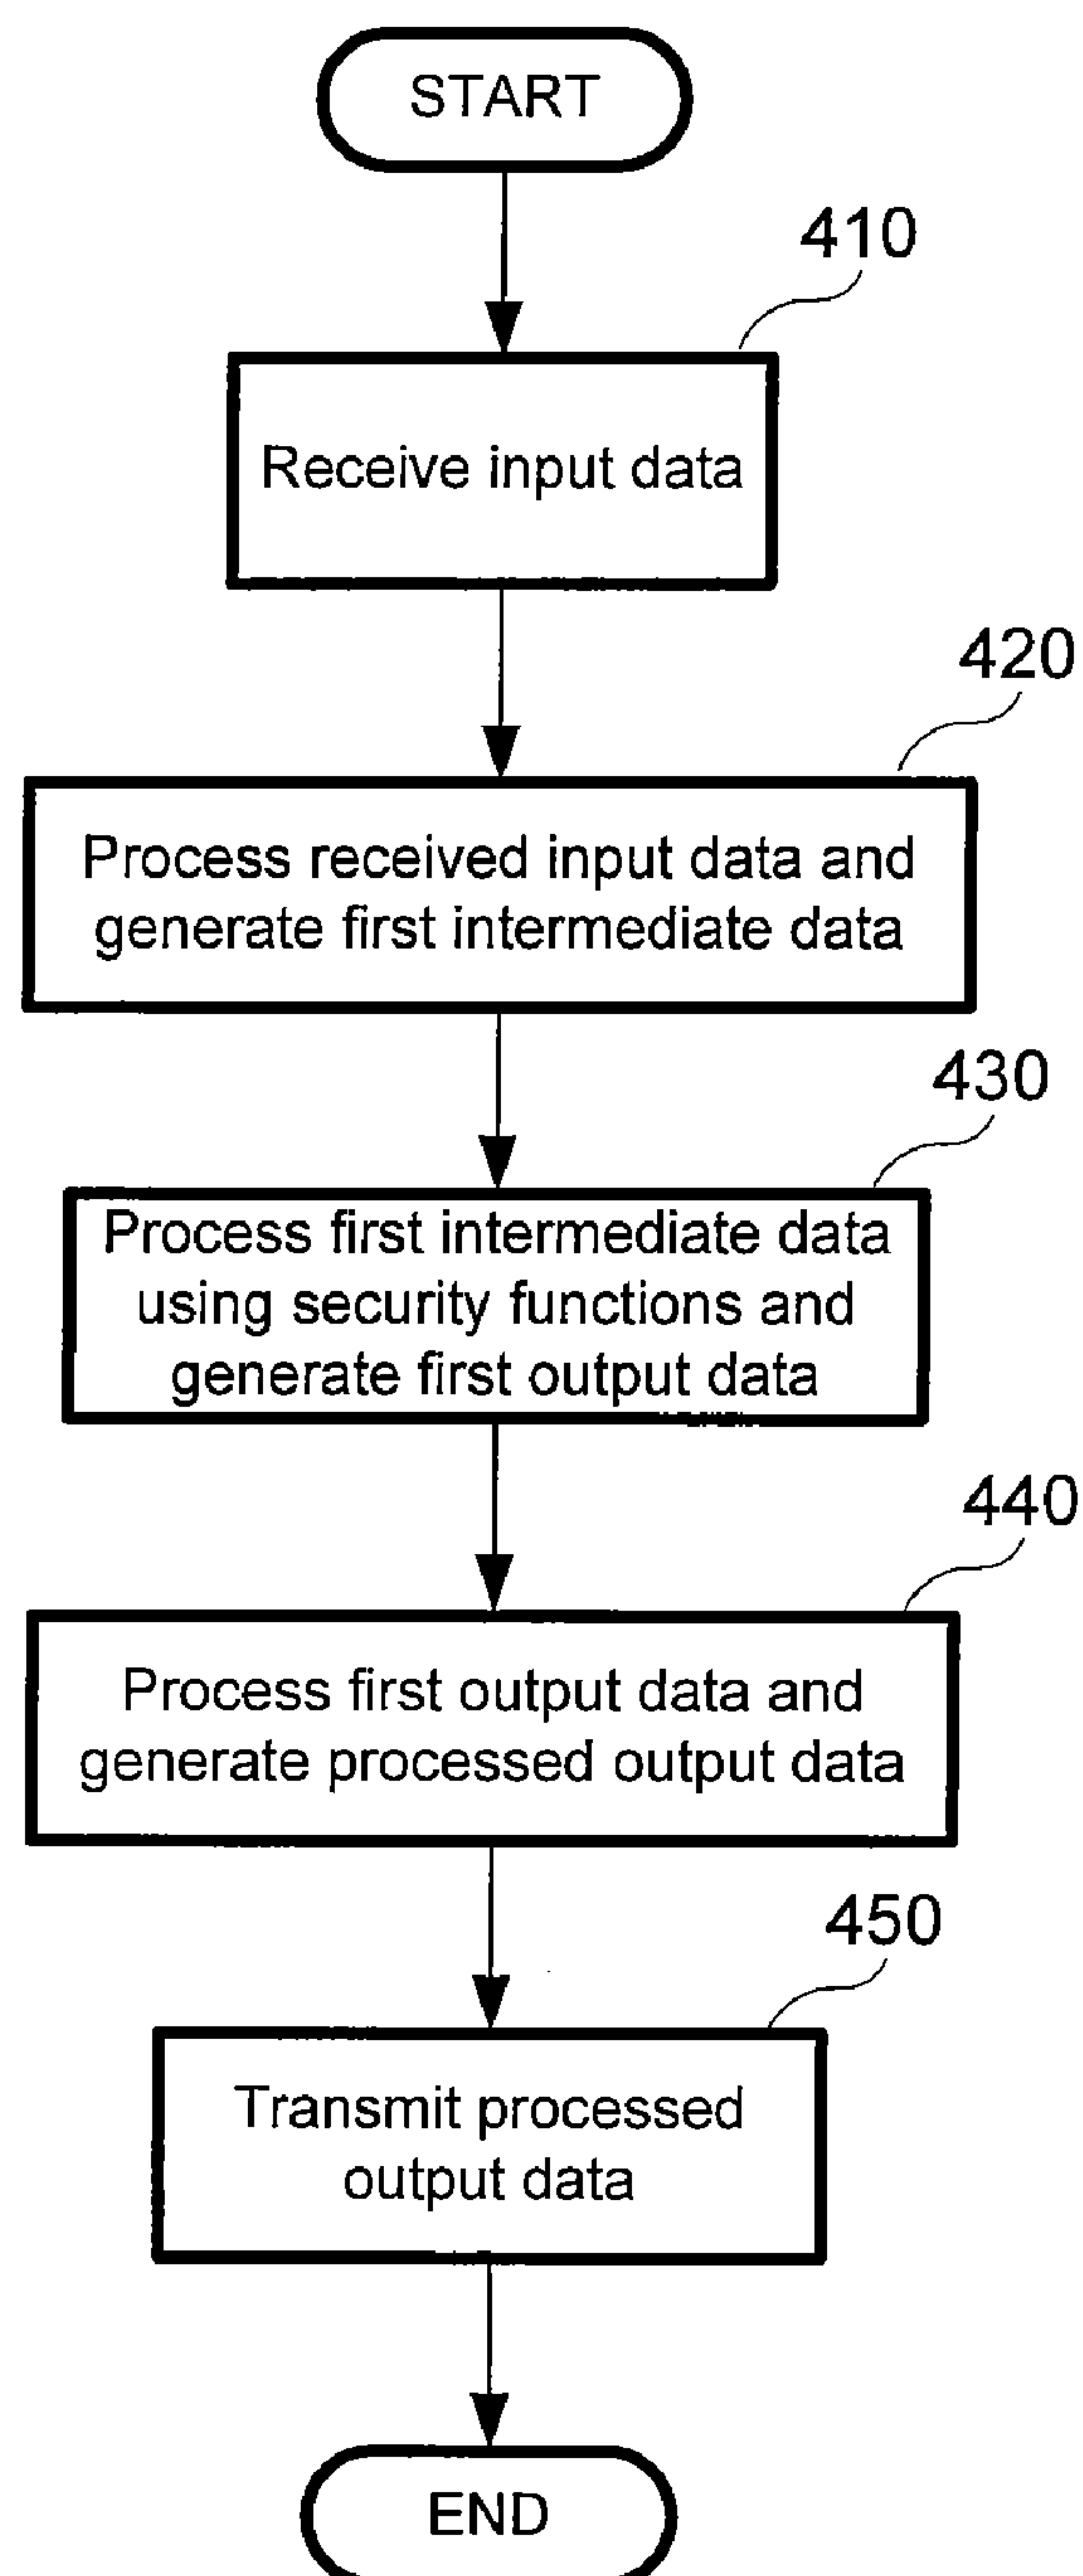 START
410
Receive input data
420
Process received input data and
generate first intermediate data
430
Process first intermediate data
using security functions and
generate first output data
440
Process first output data and
generate processed output data
450
Transmit processed
output data
END